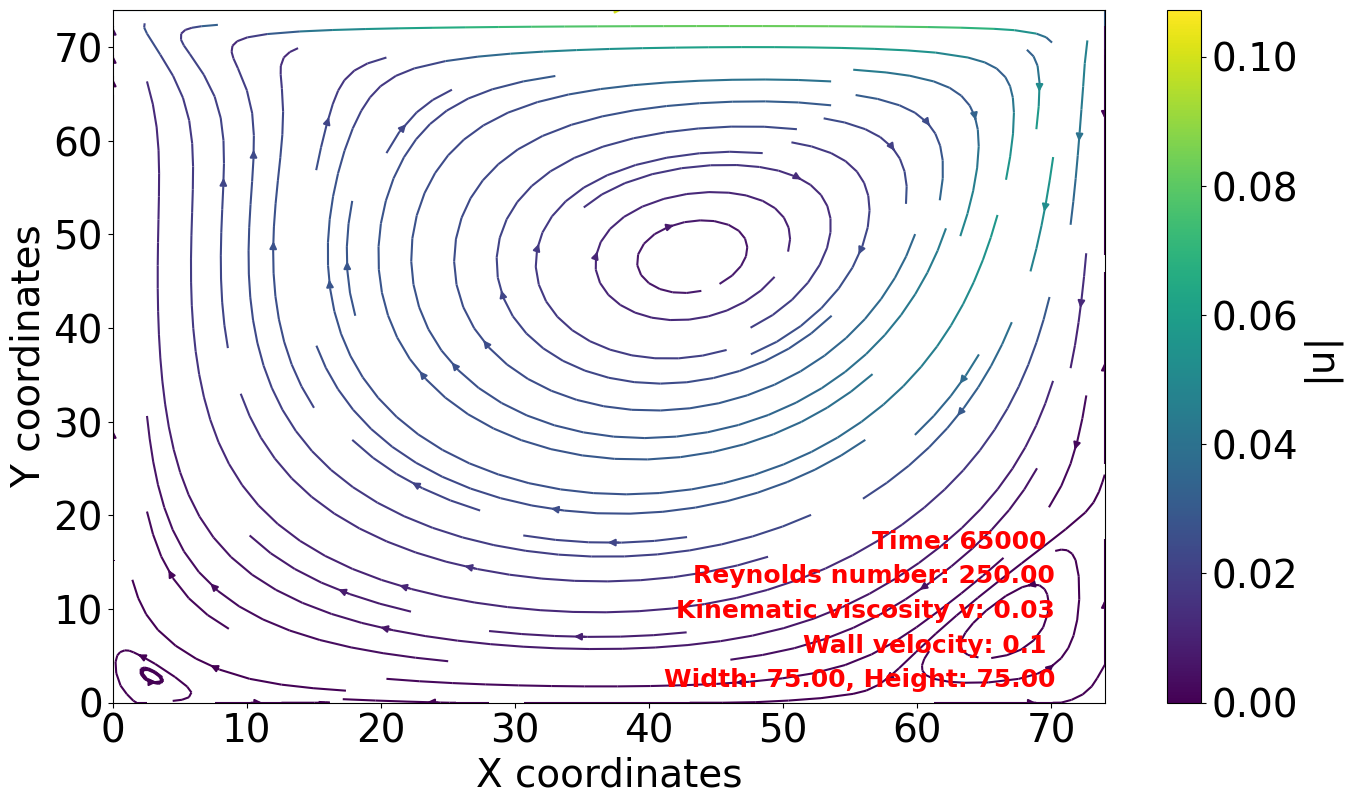 70
60
50
40
30
20
10
0
Y coordinates
0 10 20 30 40 50 60 70
X coordinates
Time: 65000
Reynolds number: 250.00
Kinematic viscosity v: 0.03
Wall velocity: 0.1
Width: 75.00, Height: 75.00
0.10
0.08
0.06
0.04
0.02
0.00
|u|